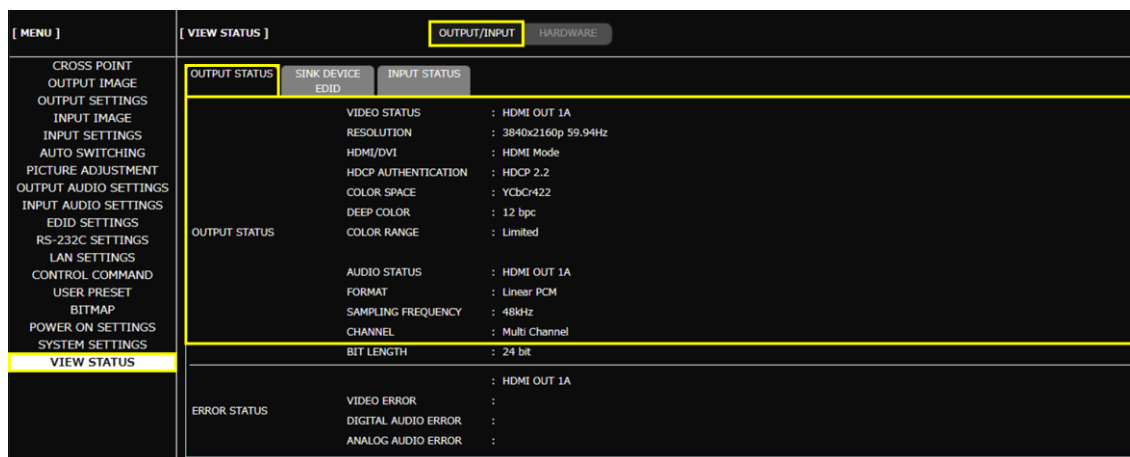 [ MENU ]
[ VIEW STATUS ]
OUTPUT/INPUT
HARDWARE
CROSS POINT
OUTPUT IMAGE
OUTPUT SETTINGS
INPUT IMAGE
INPUT SETTINGS
AUTO SWITCHING
PICTURE ADJUSTMENT
OUTPUT AUDIO SETTINGS
INPUT AUDIO SETTINGS
EDID SETTINGS
RS-232C SETTINGS
LAN SETTINGS
CONTROL COMMAND
USER PRESET
BITMAP
POWER ON SETTINGS
SYSTEM SETTINGS
VIEW STATUS
OUTPUT STATUS
SINK DEVICE
EDID
INPUT STATUS
OUTPUT STATUS
VIDEO STATUS : HDMI OUT 1A
RESOLUTION : 3840x2160p 59.94Hz
HDMI/DVI : HDMI Mode
HDCP AUTHENTICATION : HDCP 2.2
COLOR SPACE : YCbCr422
DEEP COLOR : 12 bpc
COLOR RANGE : Limited
AUDIO STATUS : HDMI OUT 1A
FORMAT : Linear PCM
SAMPLING FREQUENCY : 48kHz
CHANNEL : Multi Channel
BIT LENGTH : 24 bit
ERROR STATUS
: HDMI OUT 1A
VIDEO ERROR :
DIGITAL AUDIO ERROR :
ANALOG AUDIO ERROR :